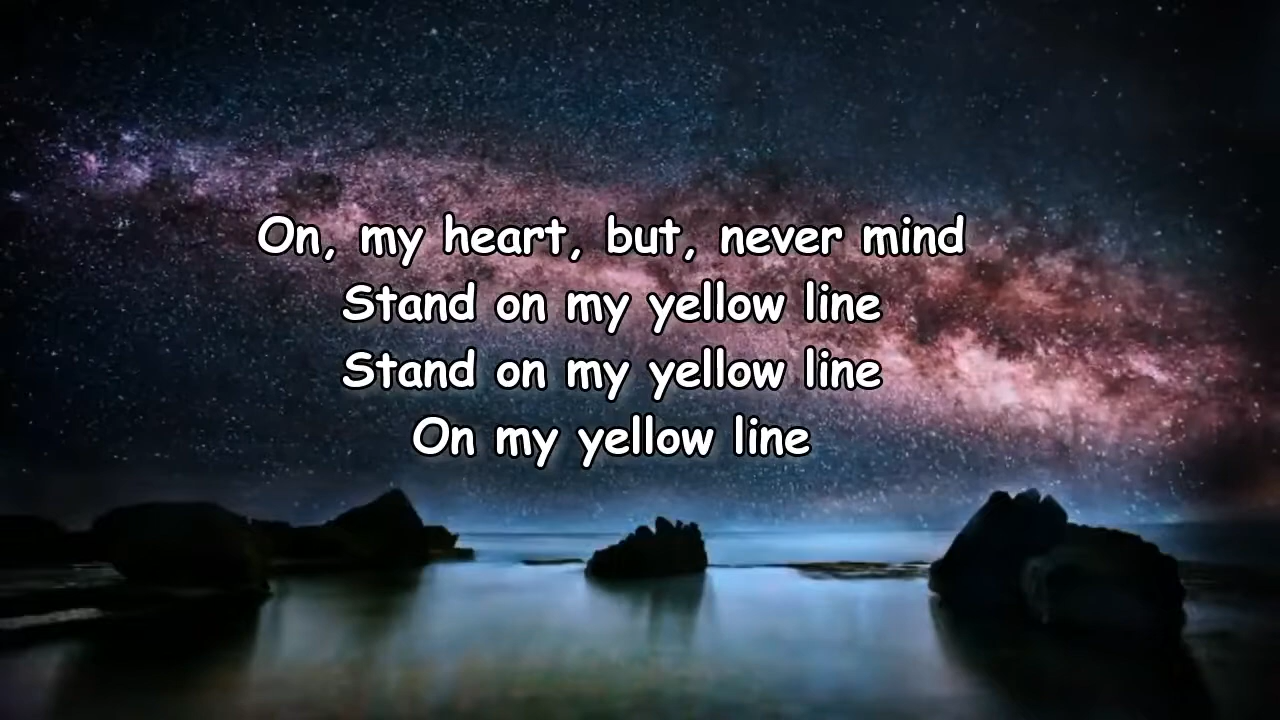 On, my heart, but, never mind
Stand on my yellow line
Stand on my yellow line
On my yellow line